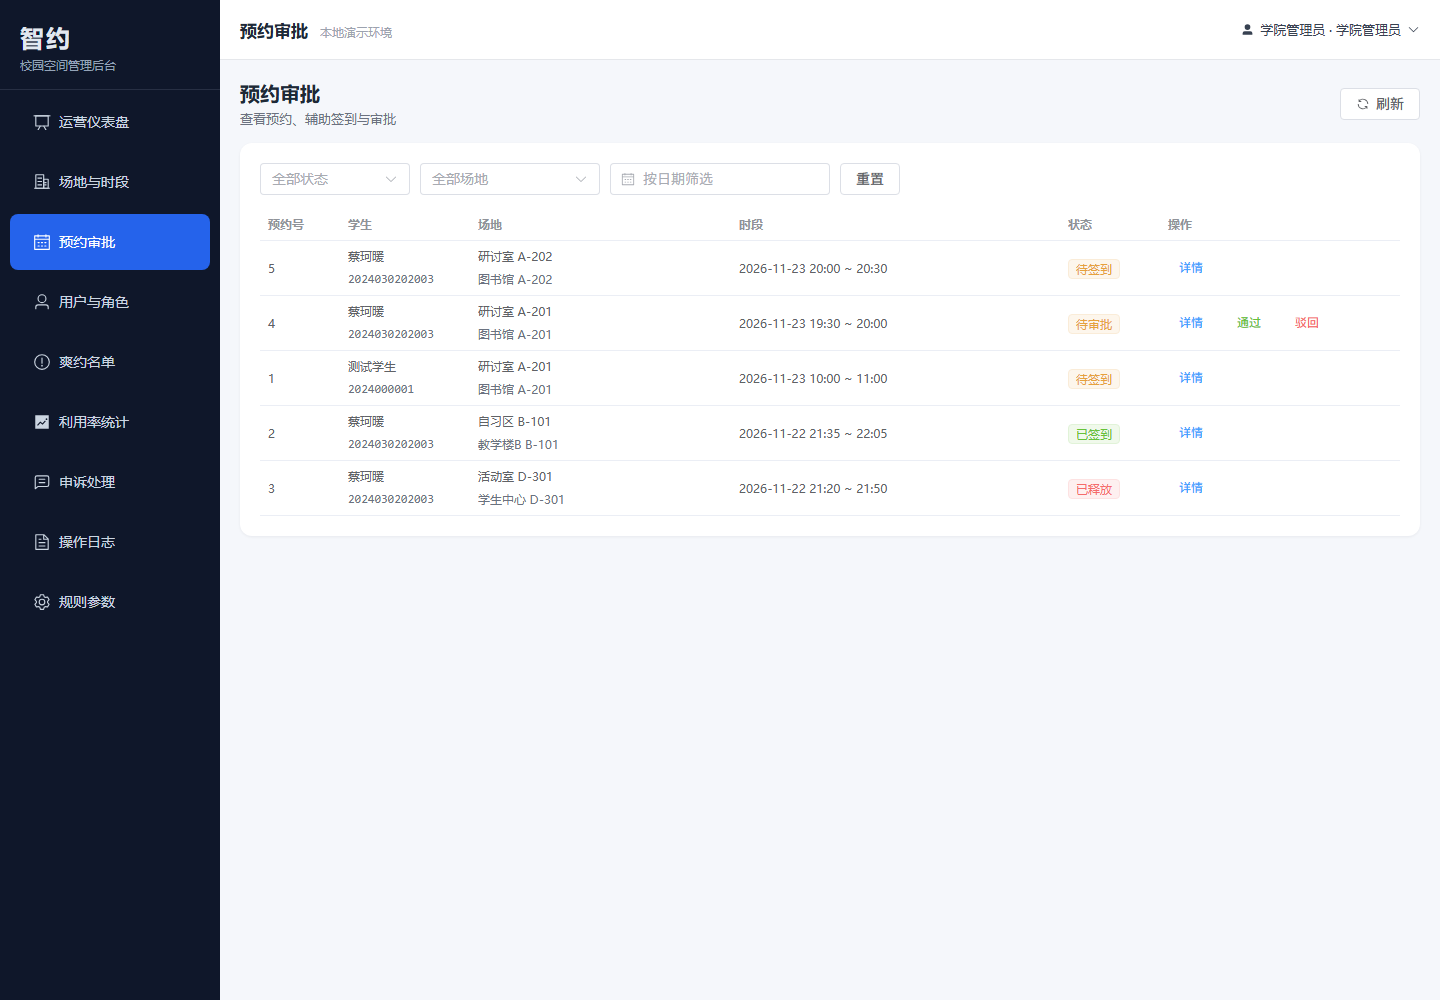 智约
校园空间管理后台
运营仪表盘
场地与时段
预约审批
用户与角色
爽约名单
利用率统计
申诉处理
操作日志
规则参数
预约审批 本地演示环境
学院管理员 · 学院管理员
预约审批
查看预约、辅助签到与审批
刷新
全部状态 全部场地 按日期筛选 重置
预约号 学生 场地 时段 状态 操作
5 蔡珂暖 2024030202003 研讨室 A-202 图书馆 A-202 2026-11-23 20:00 ~ 20:30 待签到 详情
4 蔡珂暖 2024030202003 研讨室 A-201 图书馆 A-201 2026-11-23 19:30 ~ 20:00 待审批 详情 通过 驳回
1 测试学生 2024000001 研讨室 A-201 图书馆 A-201 2026-11-23 10:00 ~ 11:00 待签到 详情
2 蔡珂暖 2024030202003 自习区 B-101 教学楼B B-101 2026-11-22 21:35 ~ 22:05 已签到 详情
3 蔡珂暖 2024030202003 活动室 D-301 学生中心 D-301 2026-11-22 21:20 ~ 21:50 已释放 详情